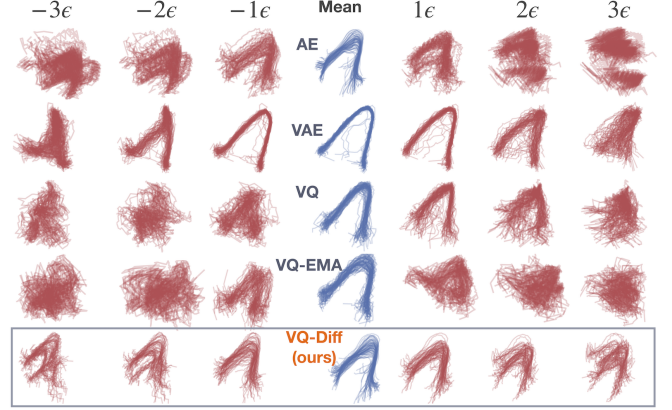 −3ϵ −2ϵ −1ϵ Mean 1ϵ 2ϵ 3ϵ
AE
VAE
VQ
VQ-EMA
VQ-Diff
(ours)